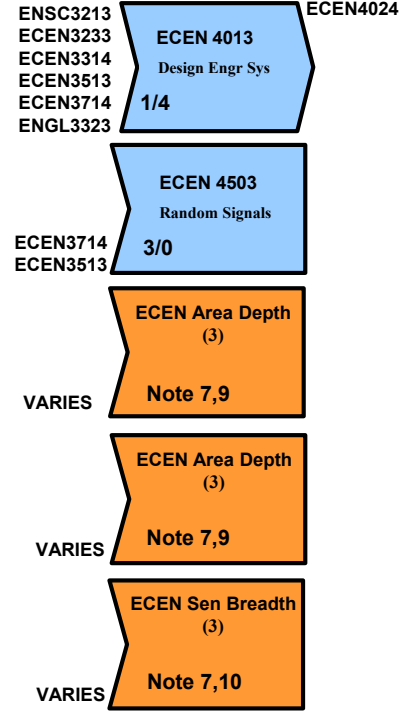 ENSC3213
ECEN3233
ECEN3314
ECEN3513
ECEN3714
ENGL3323
ECEN 4013
Design Engr Sys
1/4
ECEN4024
ECEN 4503
Random Signals
3/0
ECEN3714
ECEN3513
ECEN Area Depth
(3)
Note 7,9
VARIES
ECEN Area Depth
(3)
Note 7,9
VARIES
ECEN Sen Breadth
(3)
Note 7,10
VARIES